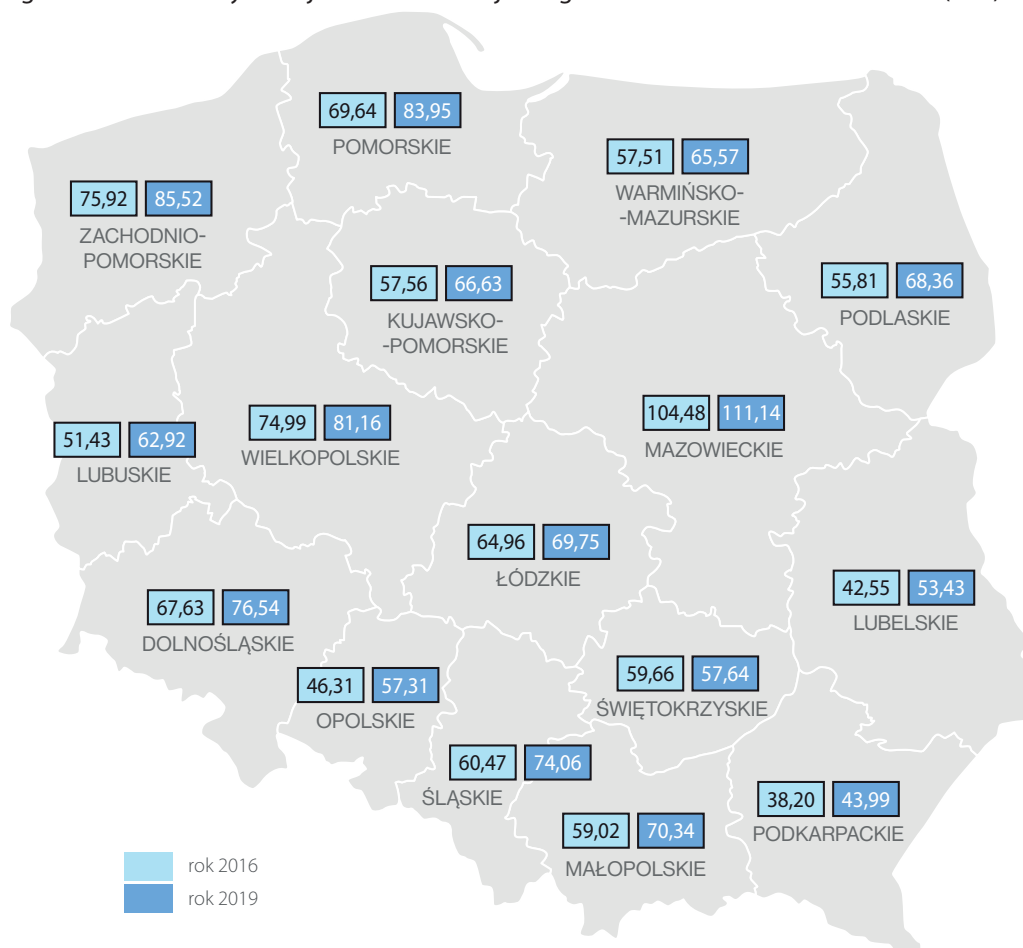 69,64 83,95
POMORSKIE
57,51 65,57
WARMIŃSKO-
-MAZURSKIE
75,92 85,52
ZACHODNIO-
POMORSKIE
57,56 66,63
KUJAWSKO-
-POMORSKIE
55,81 68,36
PODLASKIE
51,43 62,92
LUBUSKIE
74,99 81,16
WIELKOPOLSKIE
104,48 111,14
MAZOWIECKIE
64,96 69,75
ŁÓDZKIE
67,63 76,54
DOLNOŚLĄSKIE
42,55 53,43
LUBELSKIE
46,31 57,31
OPOLSKIE
59,66 57,64
ŚWIĘTOKRZYSKIE
60,47 74,06
ŚLĄSKIE
59,02 70,34
MAŁOPOLSKIE
38,20 43,99
PODKARPACKIE
rok 2016
rok 2019